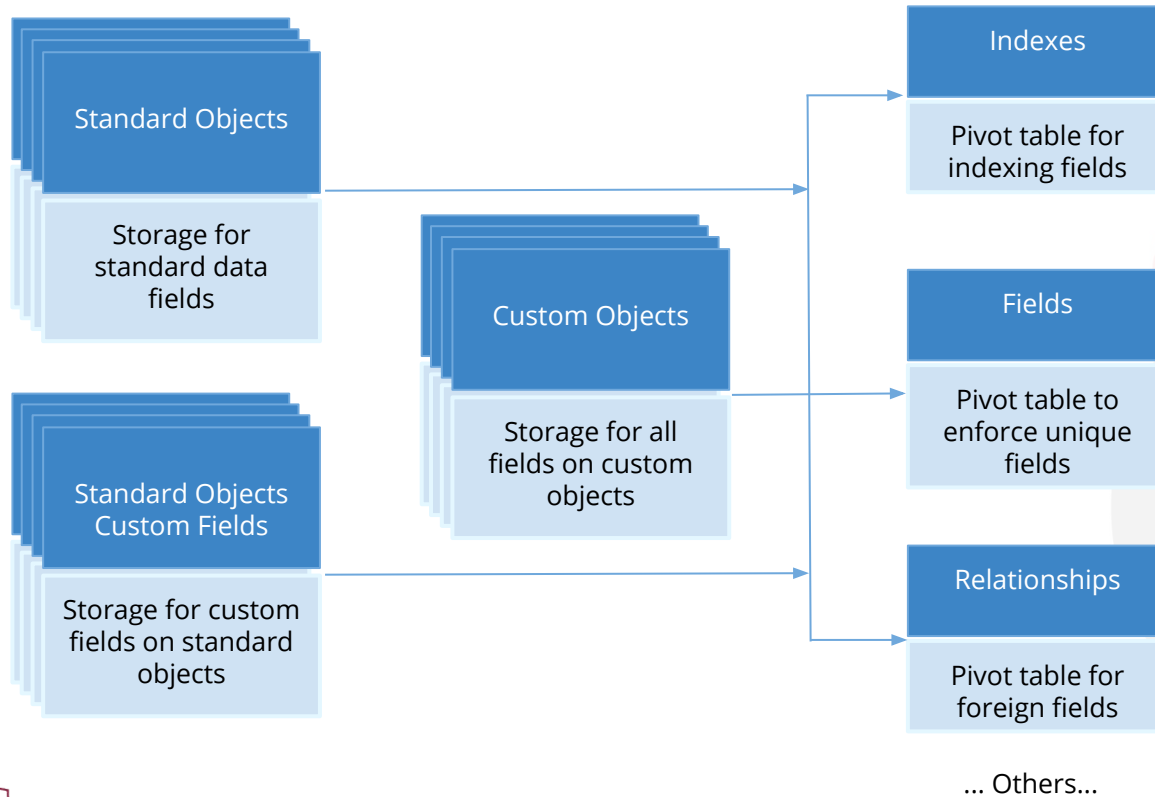 Standard Objects
Storage for
standard data
fields
Standard Objects
Custom Fields
Storage for custom
fields on standard
objects
Custom Objects
Storage for all
fields on custom
objects
Indexes
Pivot table for
indexing fields
Fields
Pivot table to
enforce unique
fields
Relationships
Pivot table for
foreign fields
... Others...